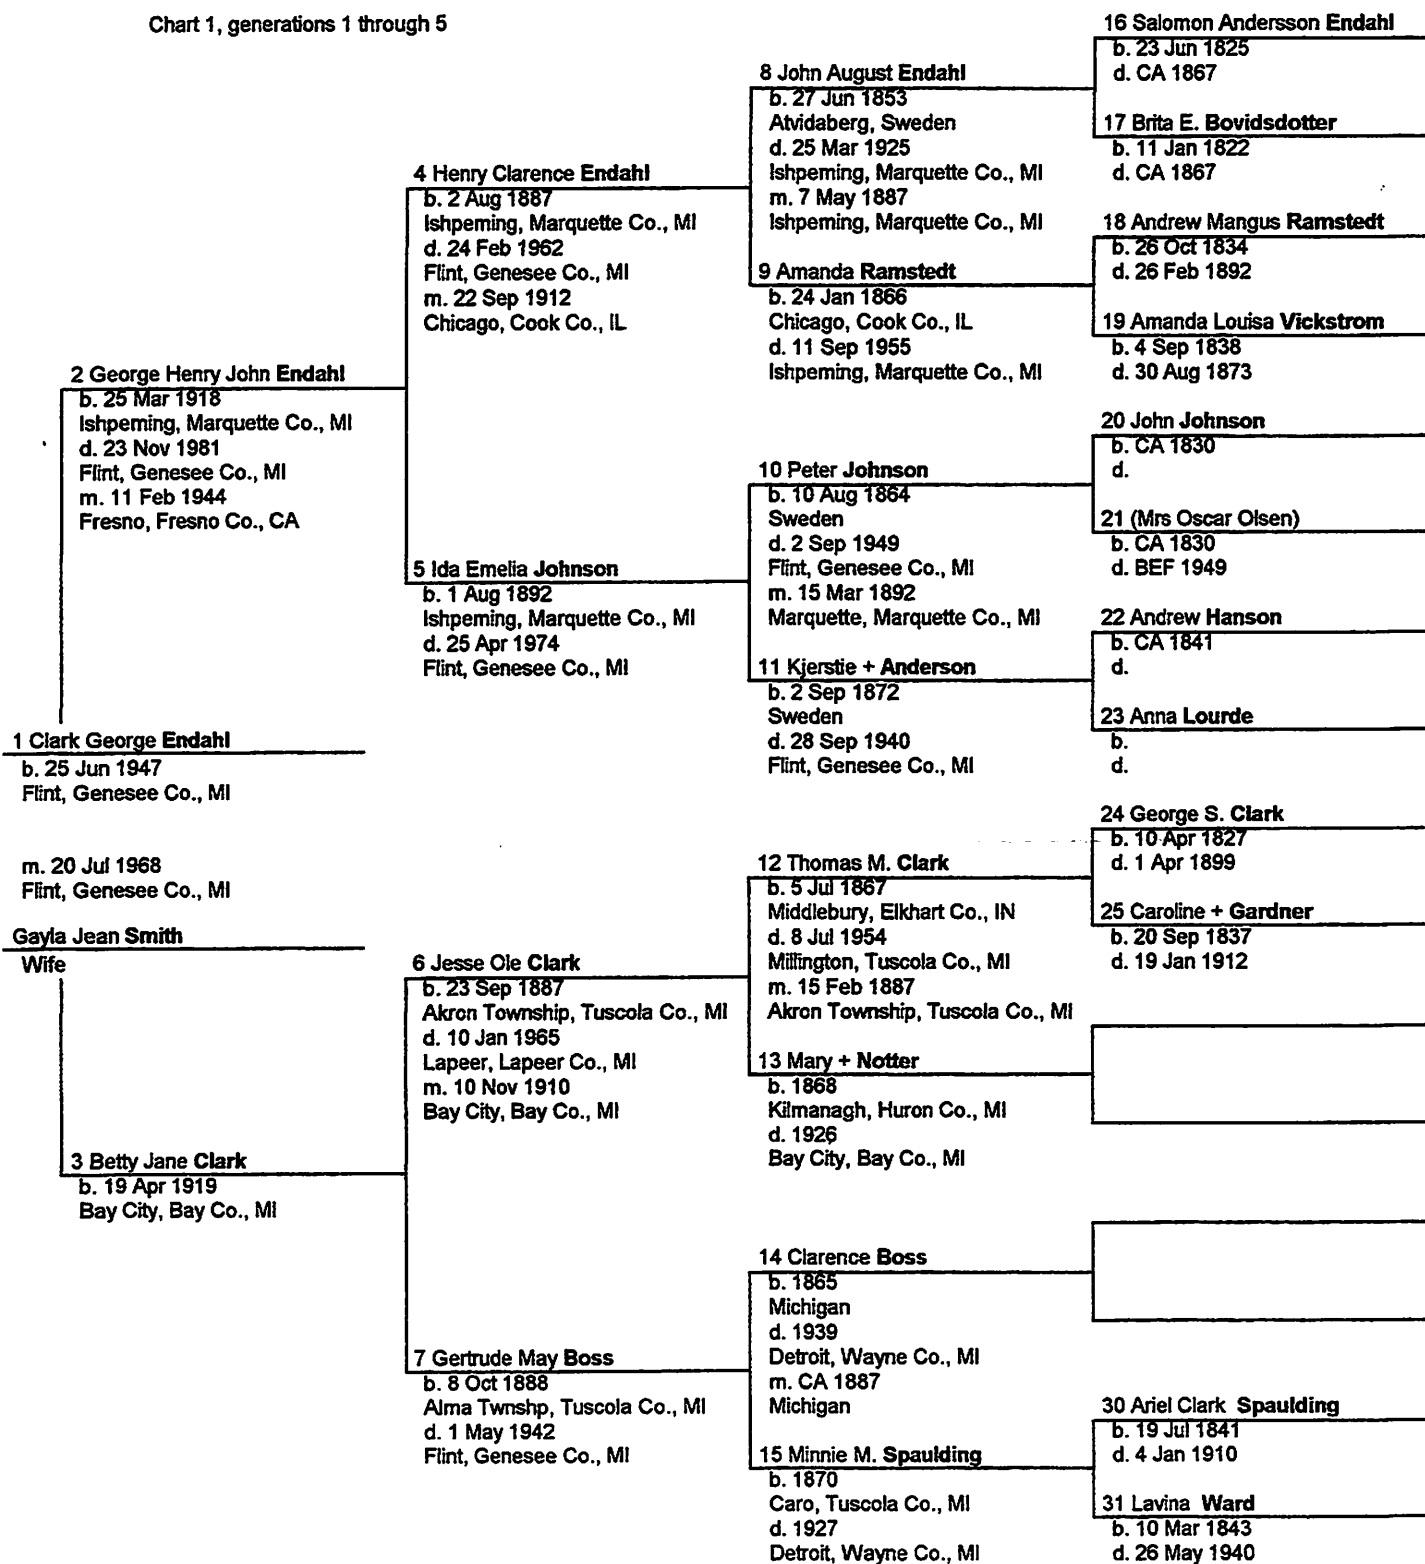 Chart 1, generations 1 through 5
1 Clark George Endahl
b. 25 Jun 1947
Flint, Genesee Co., MI
m. 20 Jul 1968
Flint, Genesee Co., MI
Gayla Jean Smith
Wife
2 George Henry John Endahl
b. 25 Mar 1918
Ishpeming, Marquette Co., MI
d. 23 Nov 1981
Flint, Genesee Co., MI
m. 11 Feb 1944
Fresno, Fresno Co., CA
3 Betty Jane Clark
b. 19 Apr 1919
Bay City, Bay Co., MI
4 Henry Clarence Endahl
b. 2 Aug 1887
Ishpeming, Marquette Co., MI
d. 24 Feb 1962
Flint, Genesee Co., MI
m. 22 Sep 1912
Chicago, Cook Co., IL
5 Ida Emelia Johnson
b. 1 Aug 1892
Ishpeming, Marquette Co., MI
d. 25 Apr 1974
Flint, Genesee Co., MI
6 Jesse Ole Clark
b. 23 Sep 1887
Akron Township, Tuscola Co., MI
d. 10 Jan 1965
Lapeer, Lapeer Co., MI
m. 10 Nov 1910
Bay City, Bay Co., MI
7 Gertrude May Boss
b. 8 Oct 1888
Alma Twnshp, Tuscola Co., MI
d. 1 May 1942
Flint, Genesee Co., MI
8 John August Endahl
b. 27 Jun 1853
Atvidaberg, Sweden
d. 25 Mar 1925
Ishpeming, Marquette Co., MI
m. 7 May 1887
Ishpeming, Marquette Co., MI
9 Amanda Ramstedt
b. 24 Jan 1866
Chicago, Cook Co., IL
d. 11 Sep 1955
Ishpeming, Marquette Co., MI
10 Peter Johnson
b. 10 Aug 1864
Sweden
d. 2 Sep 1949
Flint, Genesee Co., MI
m. 15 Mar 1892
Marquette, Marquette Co., MI
11 Kjerstie + Anderson
b. 2 Sep 1872
Sweden
d. 28 Sep 1940
Flint, Genesee Co., MI
12 Thomas M. Clark
b. 5 Jul 1867
Middlebury, Elkhart Co., IN
d. 8 Jul 1954
Millington, Tuscola Co., MI
m. 15 Feb 1887
Akron Township, Tuscola Co., MI
13 Mary + Notter
b. 1868
Kilmanagh, Huron Co., MI
d. 1926
Bay City, Bay Co., MI
14 Clarence Boss
b. 1865
Michigan
d. 1939
Detroit, Wayne Co., MI
m. CA 1887
Michigan
15 Minnie M. Spaulding
b. 1870
Caro, Tuscola Co., MI
d. 1927
Detroit, Wayne Co., MI
16 Salomon Andersson Endahl
b. 23 Jun 1825
d. CA 1867
17 Brita E. Bovidsdotter
b. 11 Jan 1822
d. CA 1867
18 Andrew Mangus Ramstedt
b. 26 Oct 1834
d. 26 Feb 1892
19 Amanda Louisa Vickstrom
b. 4 Sep 1838
d. 30 Aug 1873
20 John Johnson
b. CA 1830
d.
21 (Mrs Oscar Olsen)
b. CA 1830
d. BEF 1949
22 Andrew Hanson
b. CA 1841
d.
23 Anna Lourde
b.
d.
24 George S. Clark
b. 10 Apr 1827
d. 1 Apr 1899
25 Caroline + Gardner
b. 20 Sep 1837
d. 19 Jan 1912
30 Ariel Clark Spaulding
b. 19 Jul 1841
d. 4 Jan 1910
31 Lavina Ward
b. 10 Mar 1843
d. 26 May 1940